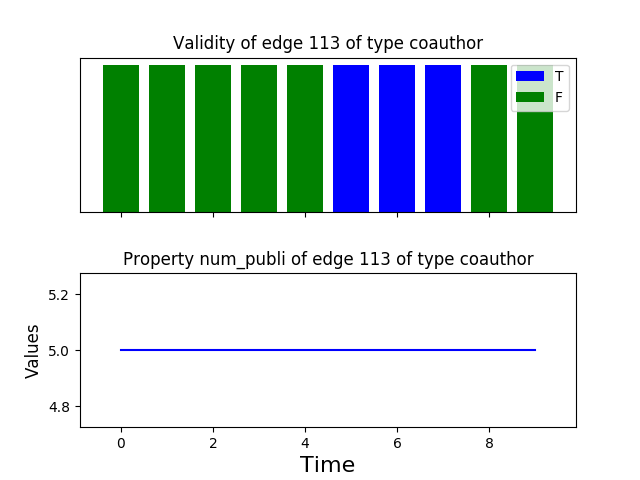 Validity of edge 113 of type coauthor
T
F
Property num_publi of edge 113 of type coauthor
5.2
5.0
4.8
Values
0 2 4 6 8
Time